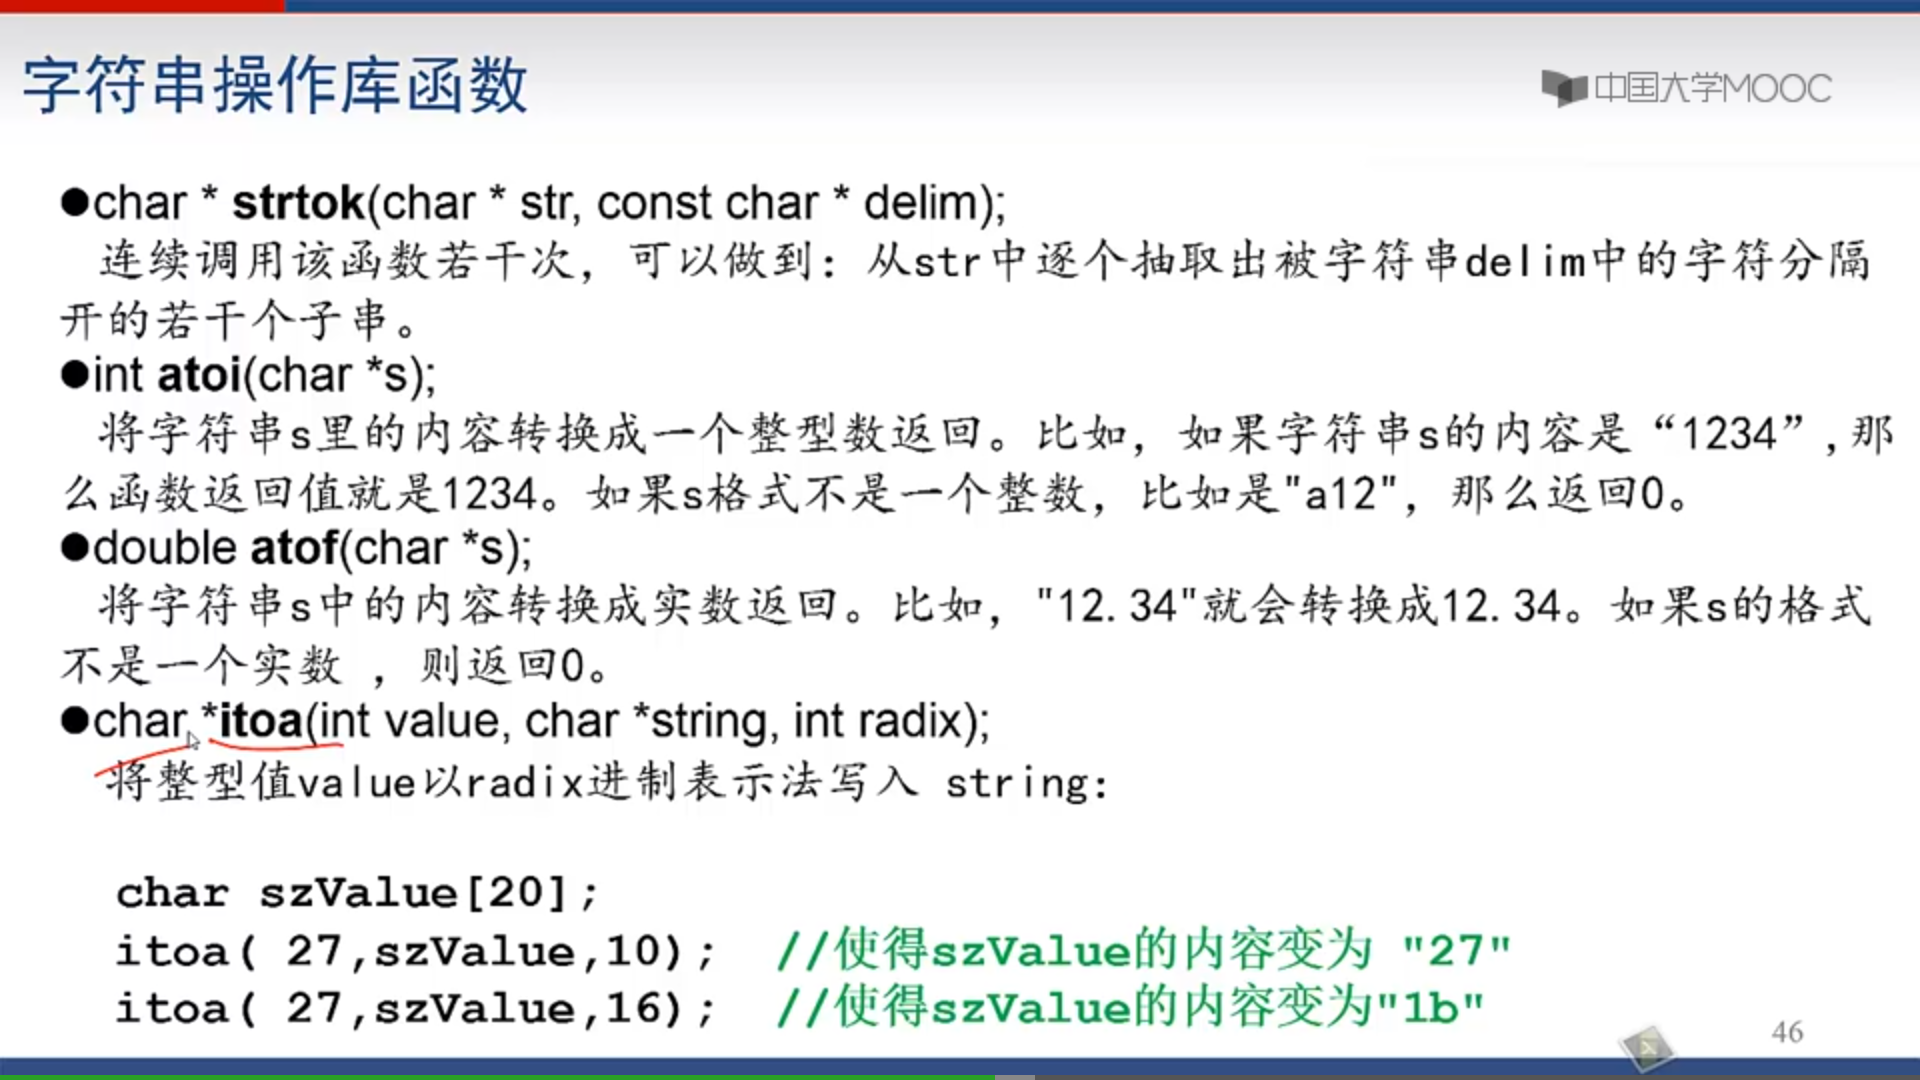 字符串操作库函数
中国大学MOOC
●char * strtok(char * str, const char * delim);
连续调用该函数若干次，可以做到：从str中逐个抽取出被字符串delim中的字符分隔
开的若干个子串。
●int atoi(char *s);
将字符串s里的内容转换成一个整型数返回。比如，如果字符串s的内容是“1234”,那
么函数返回值就是1234。如果s格式不是一个整数，比如是"a12"，那么返回0。
●double atof(char *s);
将字符串s中的内容转换成实数返回。比如，"12.34"就会转换成12.34。如果s的格式
不是一个实数 ，则返回0。
●char *itoa(int value, char *string, int radix);
将整型值value以radix进制表示法写入 string：
char szValue[20];
itoa( 27,szValue,10); //使得szValue的内容变为 "27"
itoa( 27,szValue,16); //使得szValue的内容变为"1b"
46